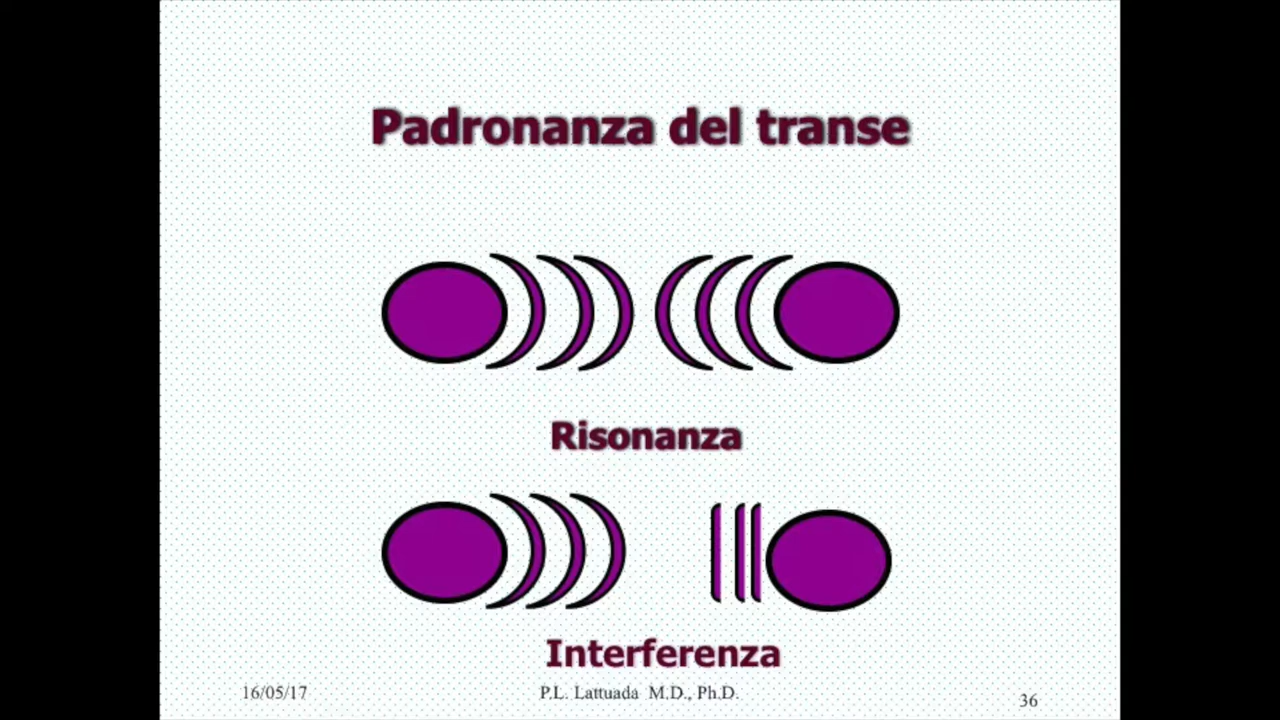 Padronanza del transe
Risonanza
Interferenza
16/05/17
P.L. Lattuada M.D., Ph.D.
36